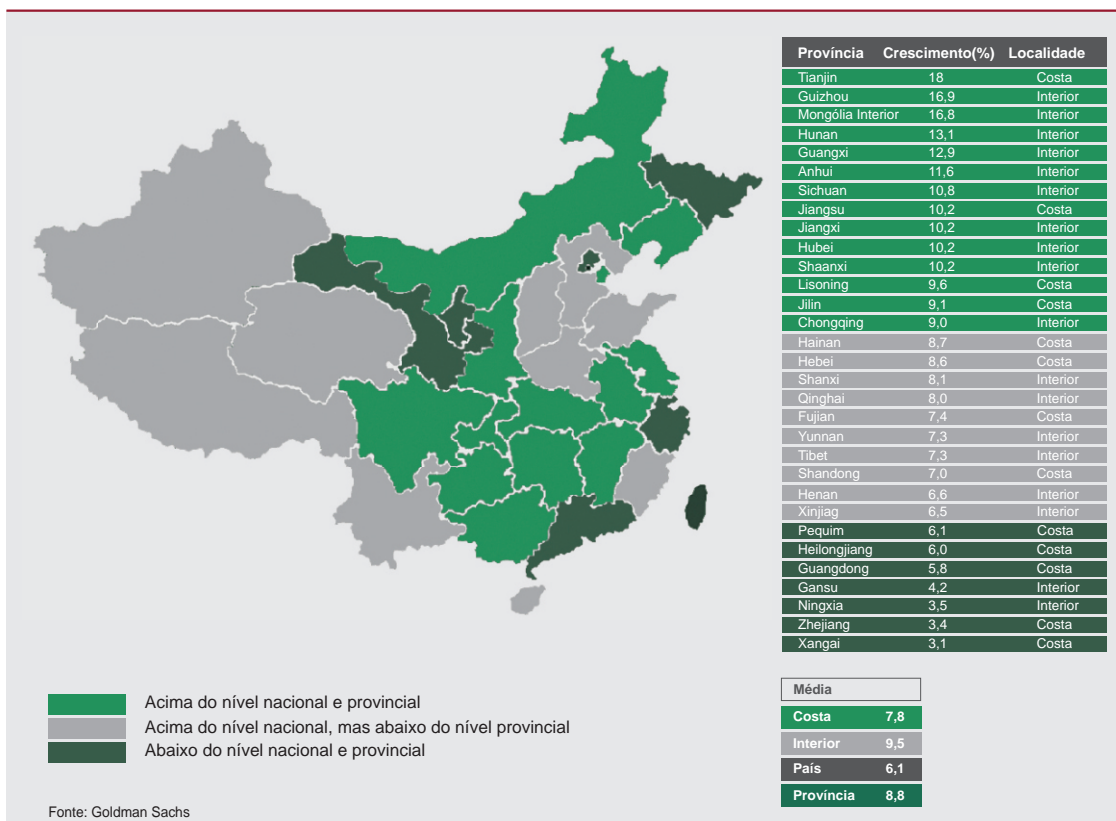 Província Crescimento(%) Localidade
Tianjin 18 Costa
Guizhou 16,9 Interior
Mongólia Interior 16,8 Interior
Hunan 13,1 Interior
Guangxi 12,9 Interior
Anhui 11,6 Interior
Sichuan 10,8 Interior
Jiangsu 10,2 Costa
Jiangxi 10,2 Interior
Hubei 10,2 Interior
Shaanxi 10,2 Interior
Lisoning 9,6 Costa
Jilin 9,1 Costa
Chongqing 9,0 Interior
Hainan 8,7 Costa
Hebei 8,6 Costa
Shanxi 8,1 Interior
Qinghai 8,0 Interior
Fujian 7,4 Costa
Yunnan 7,3 Interior
Tibet 7,3 Interior
Shandong 7,0 Costa
Henan 6,6 Interior
Xinjiag 6,5 Interior
Pequim 6,1 Costa
Heilongjiang 6,0 Costa
Guangdong 5,8 Costa
Gansu 4,2 Interior
Ningxia 3,5 Interior
Zhejiang 3,4 Costa
Xangai 3,1 Costa
Média
Costa 7,8
Interior 9,5
País 6,1
Província 8,8
Acima do nível nacional e provincial
Acima do nível nacional, mas abaixo do nível provincial
Abaixo do nível nacional e provincial
Fonte: Goldman Sachs